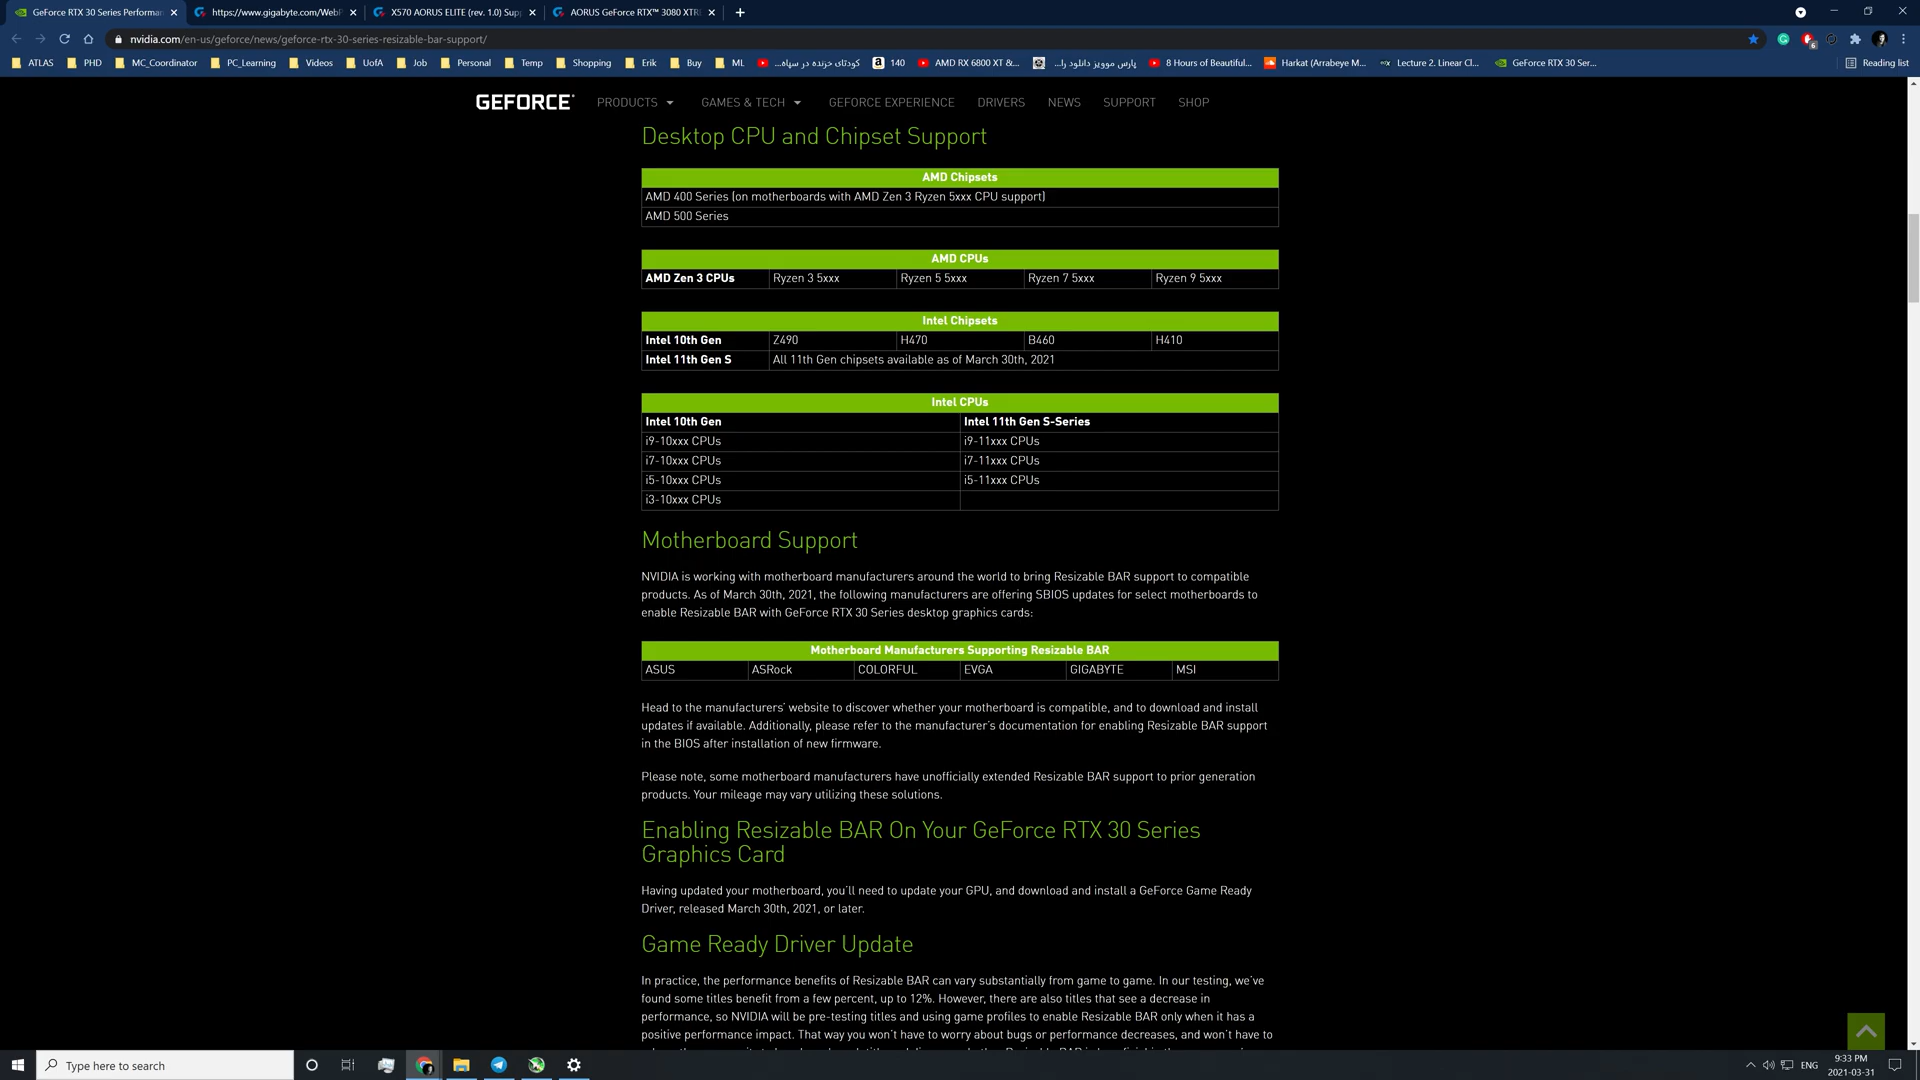 GeForce RTX 30 Series Performan
https://www.gigabyte.com/WebP
X570 AORUS ELITE (rev. 1.0) Sup
AORUS GeForce RTX™ 3080 XTR
nvidia.com/en-us/geforce/news/geforce-rtx-30-series-resizable-bar-support/
6
ATLAS
PHD
MC_Coordinator
PC_Learning
Videos
UofA
Job
Personal
Temp
Shopping
Erik
Buy
ML
کودتای خزنده در سپاه...
140
AMD RX 6800 XT &...
پارس موویز دانلود را...
8 Hours of Beautiful...
Harkat (Arrabeye M...
Lecture 2. Linear Cl...
GeForce RTX 30 Ser...
Reading list
GEFORCE
PRODUCTS
GAMES & TECH
GEFORCE EXPERIENCE
DRIVERS
NEWS
SUPPORT
SHOP
Desktop CPU and Chipset Support
AMD Chipsets
AMD 400 Series (on motherboards with AMD Zen 3 Ryzen 5xxx CPU support)
AMD 500 Series
AMD CPUs
AMD Zen 3 CPUs Ryzen 3 5xxx Ryzen 5 5xxx Ryzen 7 5xxx Ryzen 9 5xxx
Intel Chipsets
Intel 10th Gen Z490 H470 B460 H410
Intel 11th Gen S All 11th Gen chipsets available as of March 30th, 2021
Intel CPUs
Intel 10th Gen Intel 11th Gen S-Series
i9-10xxx CPUs i9-11xxx CPUs
i7-10xxx CPUs i7-11xxx CPUs
i5-10xxx CPUs i5-11xxx CPUs
i3-10xxx CPUs
Motherboard Support
NVIDIA is working with motherboard manufacturers around the world to bring Resizable BAR support to compatible
products. As of March 30th, 2021, the following manufacturers are offering SBIOS updates for select motherboards to
enable Resizable BAR with GeForce RTX 30 Series desktop graphics cards:
Motherboard Manufacturers Supporting Resizable BAR
ASUS ASRock COLORFUL EVGA GIGABYTE MSI
Head to the manufacturers' website to discover whether your motherboard is compatible, and to download and install
updates if available. Additionally, please refer to the manufacturer's documentation for enabling Resizable BAR support
in the BIOS after installation of new firmware.
Please note, some motherboard manufacturers have unofficially extended Resizable BAR support to prior generation
products. Your mileage may vary utilizing these solutions.
Enabling Resizable BAR On Your GeForce RTX 30 Series
Graphics Card
Having updated your motherboard, you'll need to update your GPU, and download and install a GeForce Game Ready
Driver, released March 30th, 2021, or later.
Game Ready Driver Update
In practice, the performance benefits of Resizable BAR can vary substantially from game to game. In our testing, we've
found some titles benefit from a few percent, up to 12%. However, there are also titles that see a decrease in
performance, so NVIDIA will be pre-testing titles and using game profiles to enable Resizable BAR only when it has a
positive performance impact. That way you won't have to worry about bugs or performance decreases, and won't have to
Type here to search
ENG
9:33 PM
2021-03-31